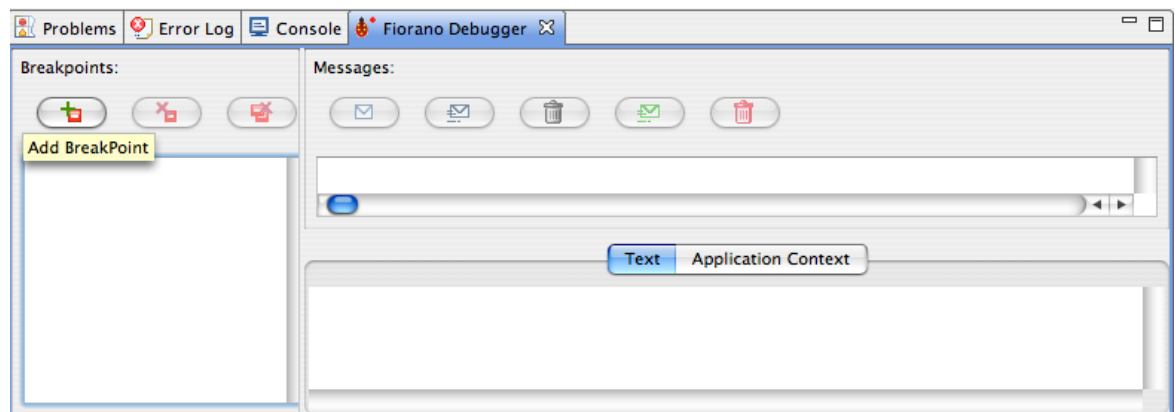 Problems Error Log Console Fiorano Debugger
Breakpoints:
Messages:
Add BreakPoint
Text Application Context